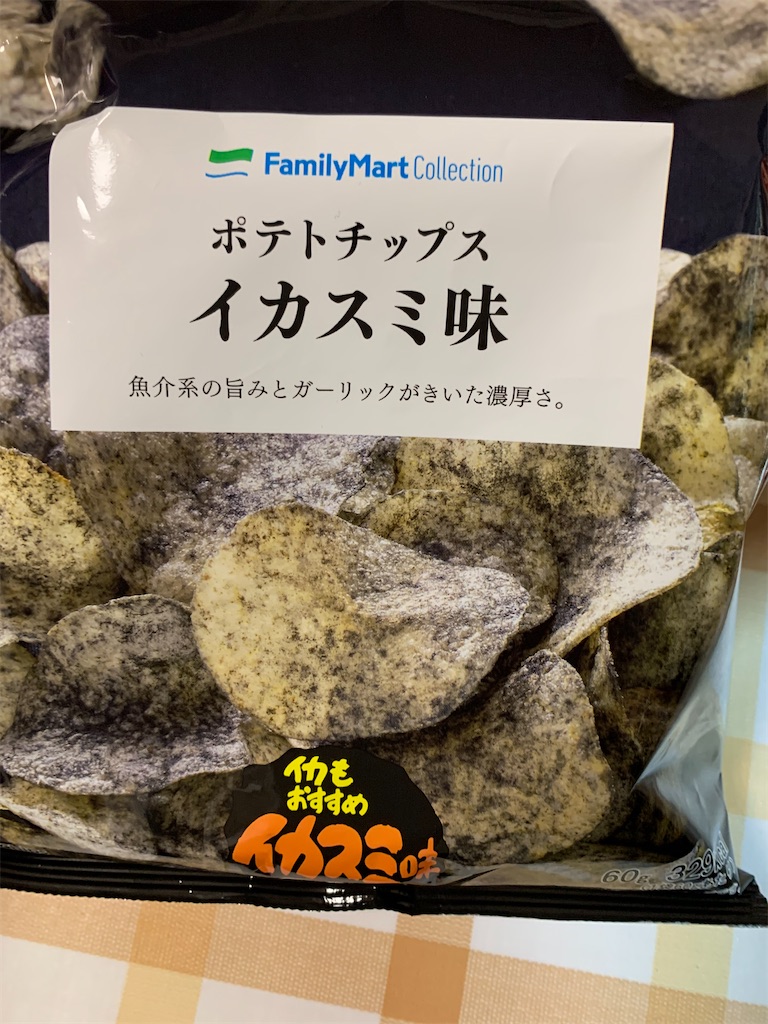 FamilyMart Collection
ポテトチップス
イカスミ味
魚介系の旨みとガーリックがきいた濃厚さ。
イカも
おすすめ
イカスミ味
60g 329